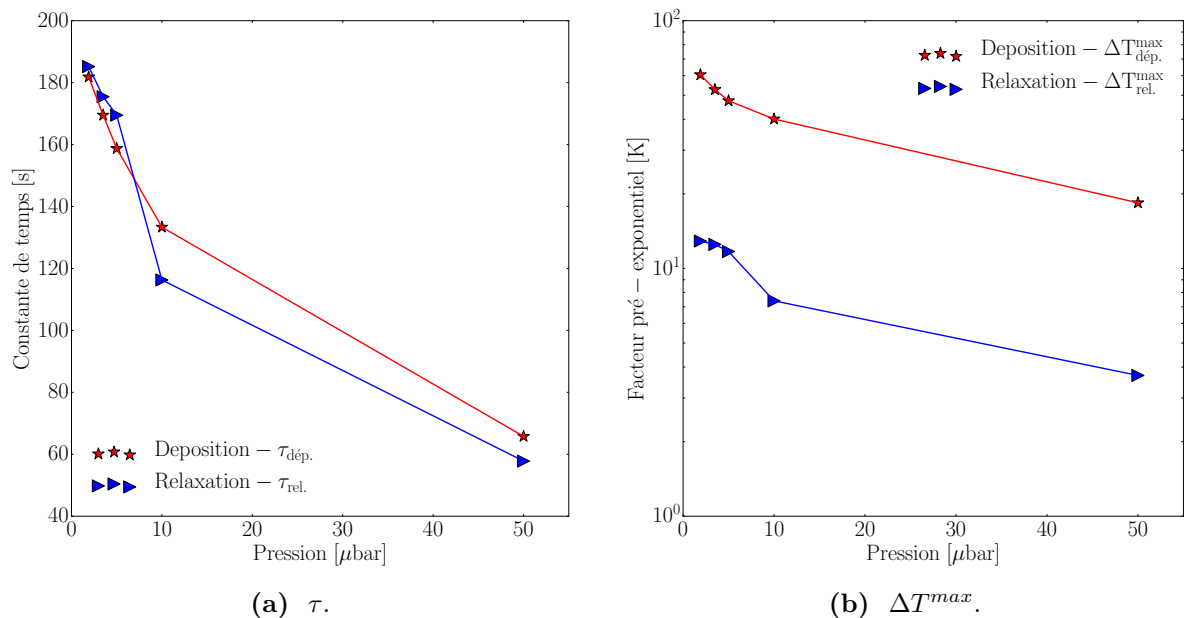 200
180
160
140
120
100
80
60
40
0
10
20
30
40
50
Constante de temps [s]
Pression [μbar]
Deposition − τdép.
Relaxation − τrel.
(a) τ.
10²
10¹
10⁰
0
10
20
30
40
50
Facteur pré − exponentiel [K]
Pression [μbar]
Deposition − ΔTmaxdép.
Relaxation − ΔTmaxrel.
(b) ΔTmax.